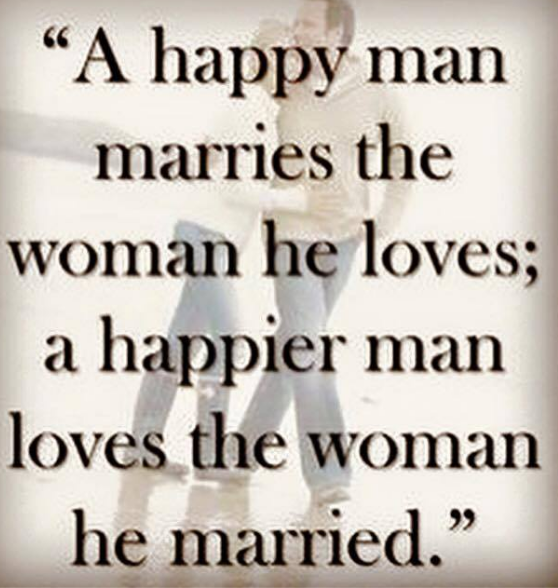 “A happy man
marries the
woman he loves;
a happier man
loves the woman
he married.”